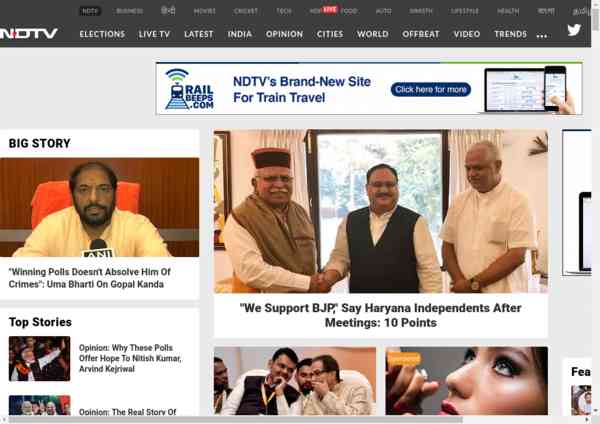 NDTV BUSINESS हिन्दी MOVIES CRICKET TECH HOP LIVE FOOD AUTO SWASTH LIFESTYLE HEALTH বাংলা தமிழ்
NDTV ELECTIONS LIVE TV LATEST INDIA OPINION CITIES WORLD OFFBEAT VIDEO TRENDS ...
RAIL
BEEPS
.COM
NDTV's Brand-New Site
For Train Travel
Click here for more
BIG STORY
ANI
"Winning Polls Doesn't Absolve Him Of
Crimes": Uma Bharti On Gopal Kanda
"We Support BJP," Say Haryana Independents After
Meetings: 10 Points
Top Stories
Opinion: Why These Polls
Offer Hope To Nitish Kumar,
Arvind Kejriwal
Opinion: The Real Story Of
Sponsored
Fea